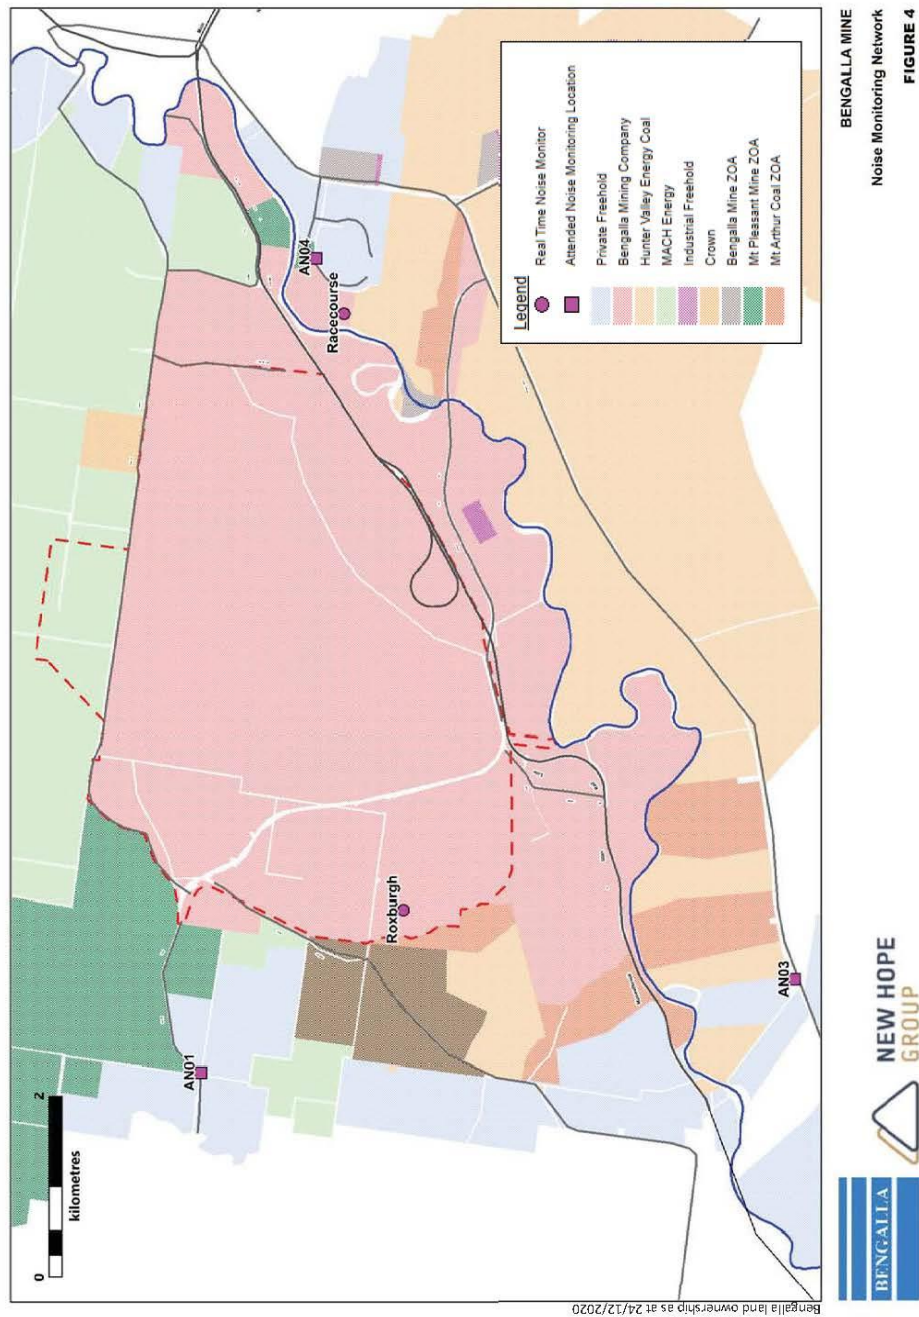 BENGALLA MINE
Noise Monitoring Network
FIGURE 4
Legend
Real Time Noise Monitor
Attended Noise Monitoring Location
Private Freehold
Bengalla Mining Company
Hunter Valley Energy Coal
MACH Energy
Industrial Freehold
Crown
Bengalla Mine ZOA
Mt Pleasant Mine ZOA
Mt Arthur Coal ZOA
AN04
Racecourse
Roxburgh
AN01
AN03
0 2
kilometres
Bengalla land ownership as at 24/12/2020
BENGALLA
NEW HOPE
GROUP